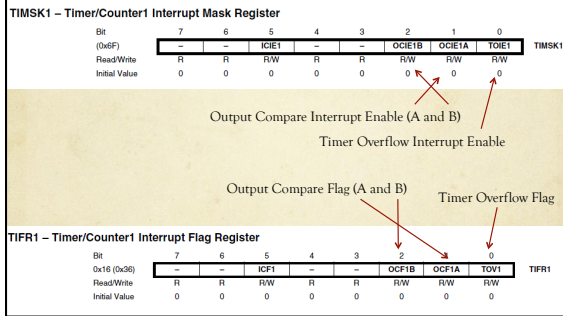 TIMSK1 – Timer/Counter1 Interrupt Mask Register
Bit 7 6 5 4 3 2 1 0
(0x6F) – – ICIE1 – – OCIE1B OCIE1A TOIE1 TIMSK1
Read/Write R R R/W R R R/W R/W R/W
Initial Value 0 0 0 0 0 0 0 0
Output Compare Interrupt Enable (A and B)
Timer Overflow Interrupt Enable
Output Compare Flag (A and B)
Timer Overflow Flag
TIFR1 – Timer/Counter1 Interrupt Flag Register
Bit 7 6 5 4 3 2 1 0
0x16 (0x36) – – ICF1 – – OCF1B OCF1A TOV1 TIFR1
Read/Write R R R/W R R R/W R/W R/W
Initial Value 0 0 0 0 0 0 0 0